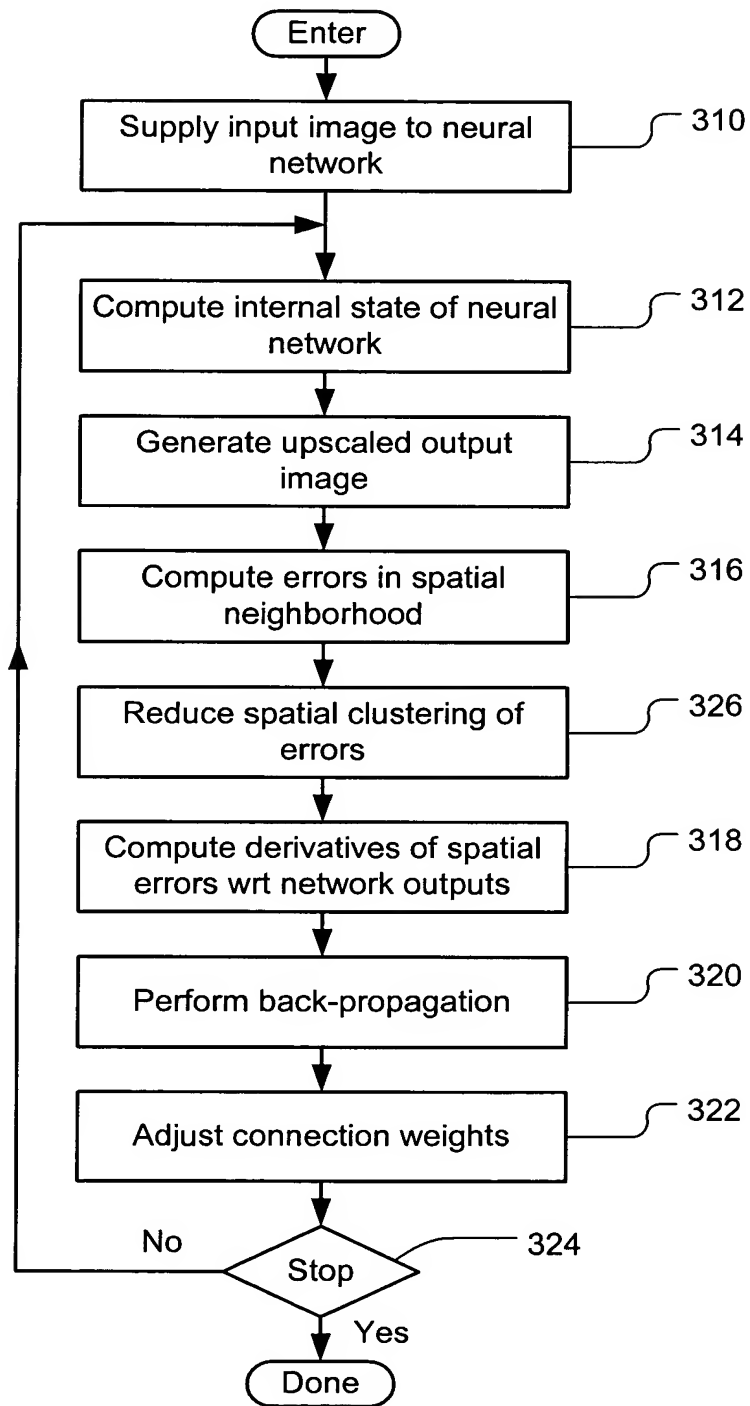 Enter
Supply input image to neural
network
310
Compute internal state of neural
network
312
Generate upscaled output
image
314
Compute errors in spatial
neighborhood
316
Reduce spatial clustering of
errors
326
Compute derivatives of spatial
errors wrt network outputs
318
Perform back-propagation
320
Adjust connection weights
322
No
Stop
324
Yes
Done